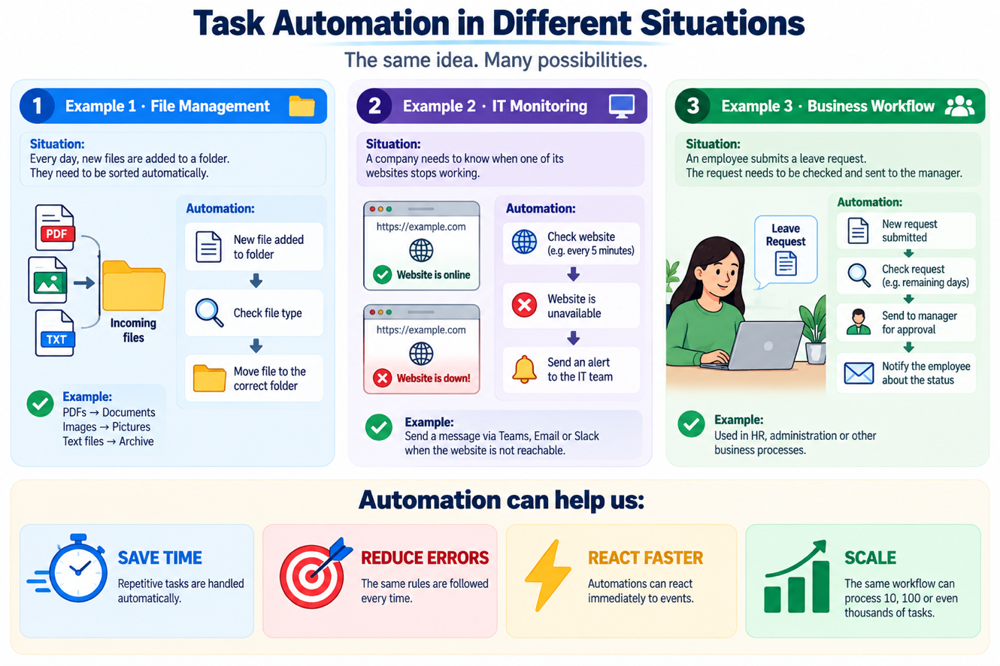 Task Automation in Different Situations
The same idea. Many possibilities.
1
Example 1 · File Management
Situation:
Every day, new files are added to a folder.
They need to be sorted automatically.
PDF
TXT
Incoming
files
Automation:
New file added
to folder
Check file type
Move file to the
correct folder
Example:
PDFs → Documents
Images → Pictures
Text files → Archive
2
Example 2 · IT Monitoring
Situation:
A company needs to know when one of its
websites stops working.
https://example.com
Website is online
https://example.com
Website is down!
Automation:
Check website
(e.g. every 5 minutes)
Website is
unavailable
Send an alert
to the IT team
Example:
Send a message via Teams, Email or Slack
when the website is not reachable.
3
Example 3 · Business Workflow
Situation:
An employee submits a leave request.
The request needs to be checked and sent to the manager.
Leave
Request
Automation:
New request
submitted
Check request
(e.g. remaining days)
Send to manager
for approval
Notify the employee
about the status
Example:
Used in HR, administration or other
business processes.
Automation can help us:
SAVE TIME
Repetitive tasks are handled
automatically.
REDUCE ERRORS
The same rules are followed
every time.
REACT FASTER
Automations can react
immediately to events.
SCALE
The same workflow can
process 10, 100 or even
thousands of tasks.